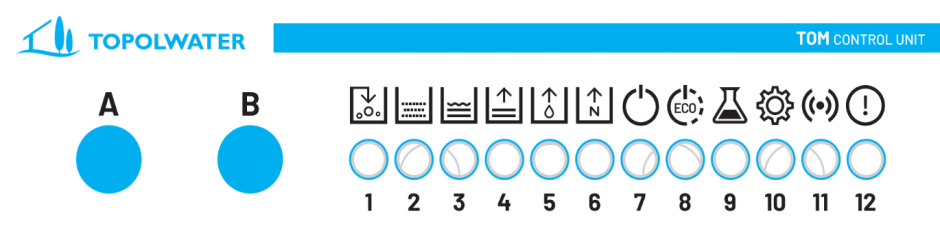 TOPOLWATER
TOM CONTROL UNIT
A B
N ECO !
1 2 3 4 5 6 7 8 9 10 11 12